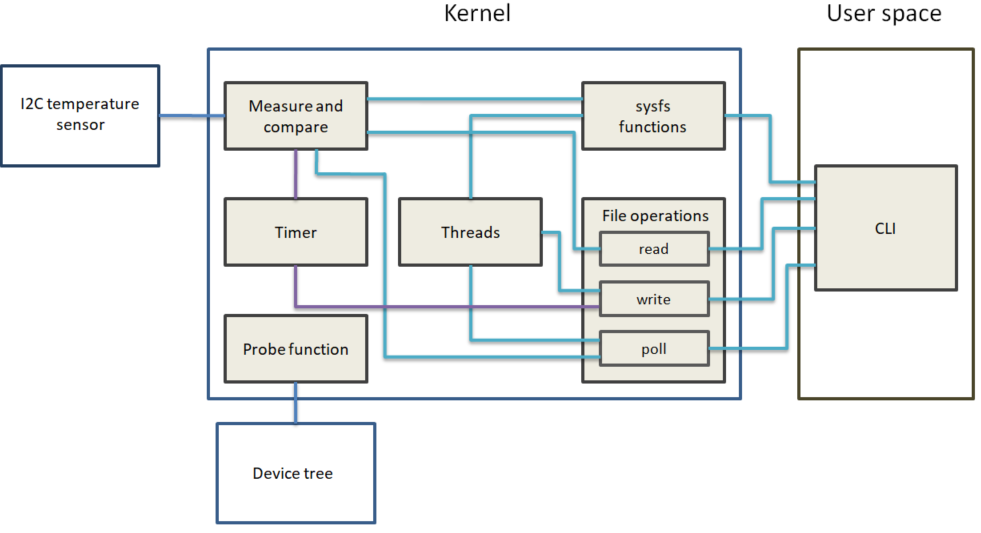 Kernel
User space
I2C temperature
sensor
Measure and
compare
sysfs
functions
Timer
Threads
File operations
read
write
poll
CLI
Probe function
Device tree